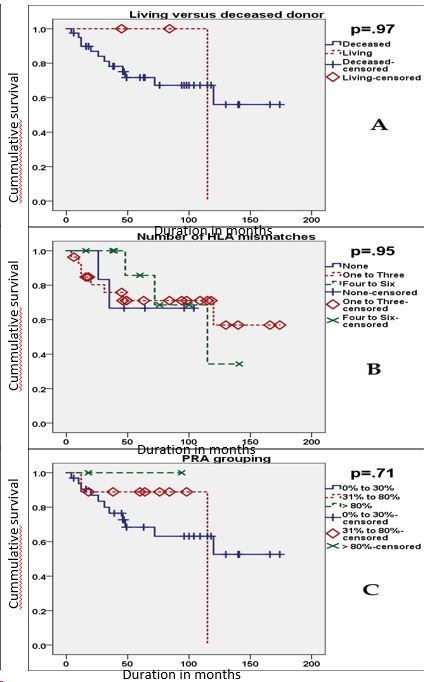 Living versus deceased donor
p=.97
1.0
0.8
0.6
0.4
0.2
0.0
Cummulative survival
Deceased
Living
Deceased-
censored
Living-censored
A
0 50 100 150 200
Duration in months
Number of HLA mismatches
p=.95
1.0
0.8
0.6
0.4
0.2
0.0
Cummulative survival
None
One to Three
Four to Six
None-censored
One to Three-
censored
Four to Six-
censored
B
0 50 100 150 200
Duration in months
PRA grouping
p=.71
1.0
0.8
0.6
0.4
0.2
0.0
Cummulative survival
0% to 30%
31% to 80%
> 80%
0% to 30%-
censored
31% to 80%-
censored
> 80%-censored
C
0 50 100 150 200
Duration in months